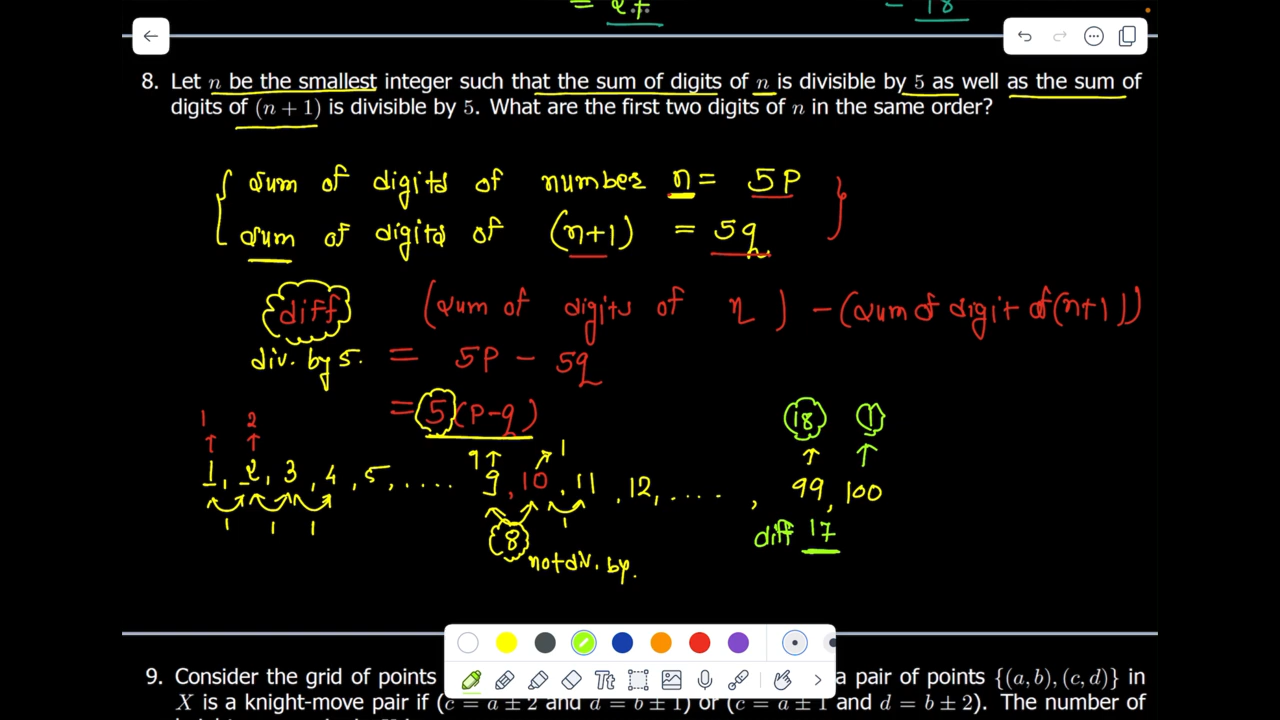 = 27
- 18
8. Let n be the smallest integer such that the sum of digits of n is divisible by 5 as well as the sum of
digits of (n + 1) is divisible by 5. What are the first two digits of n in the same order?
sum of digits of number n = 5P
sum of digits of (n+1) = 5q
diff (sum of digits of n) - (sum of digit of (n+1))
div. by 5. = 5P - 5q
= 5(P-q)
1 2 18 1
9 1
1, 2, 3, 4, 5, ..... 9, 10, 11, 12, ....., 99, 100
1 1 1 8 1 diff 17
not div. by.
Tt
9. Consider the grid of points a pair of points {(a, b), (c, d)} in
X is a knight-move pair if (c = a ± 2 and d = b ± 1) or (c = a ± 1 and d = b ± 2). The number of